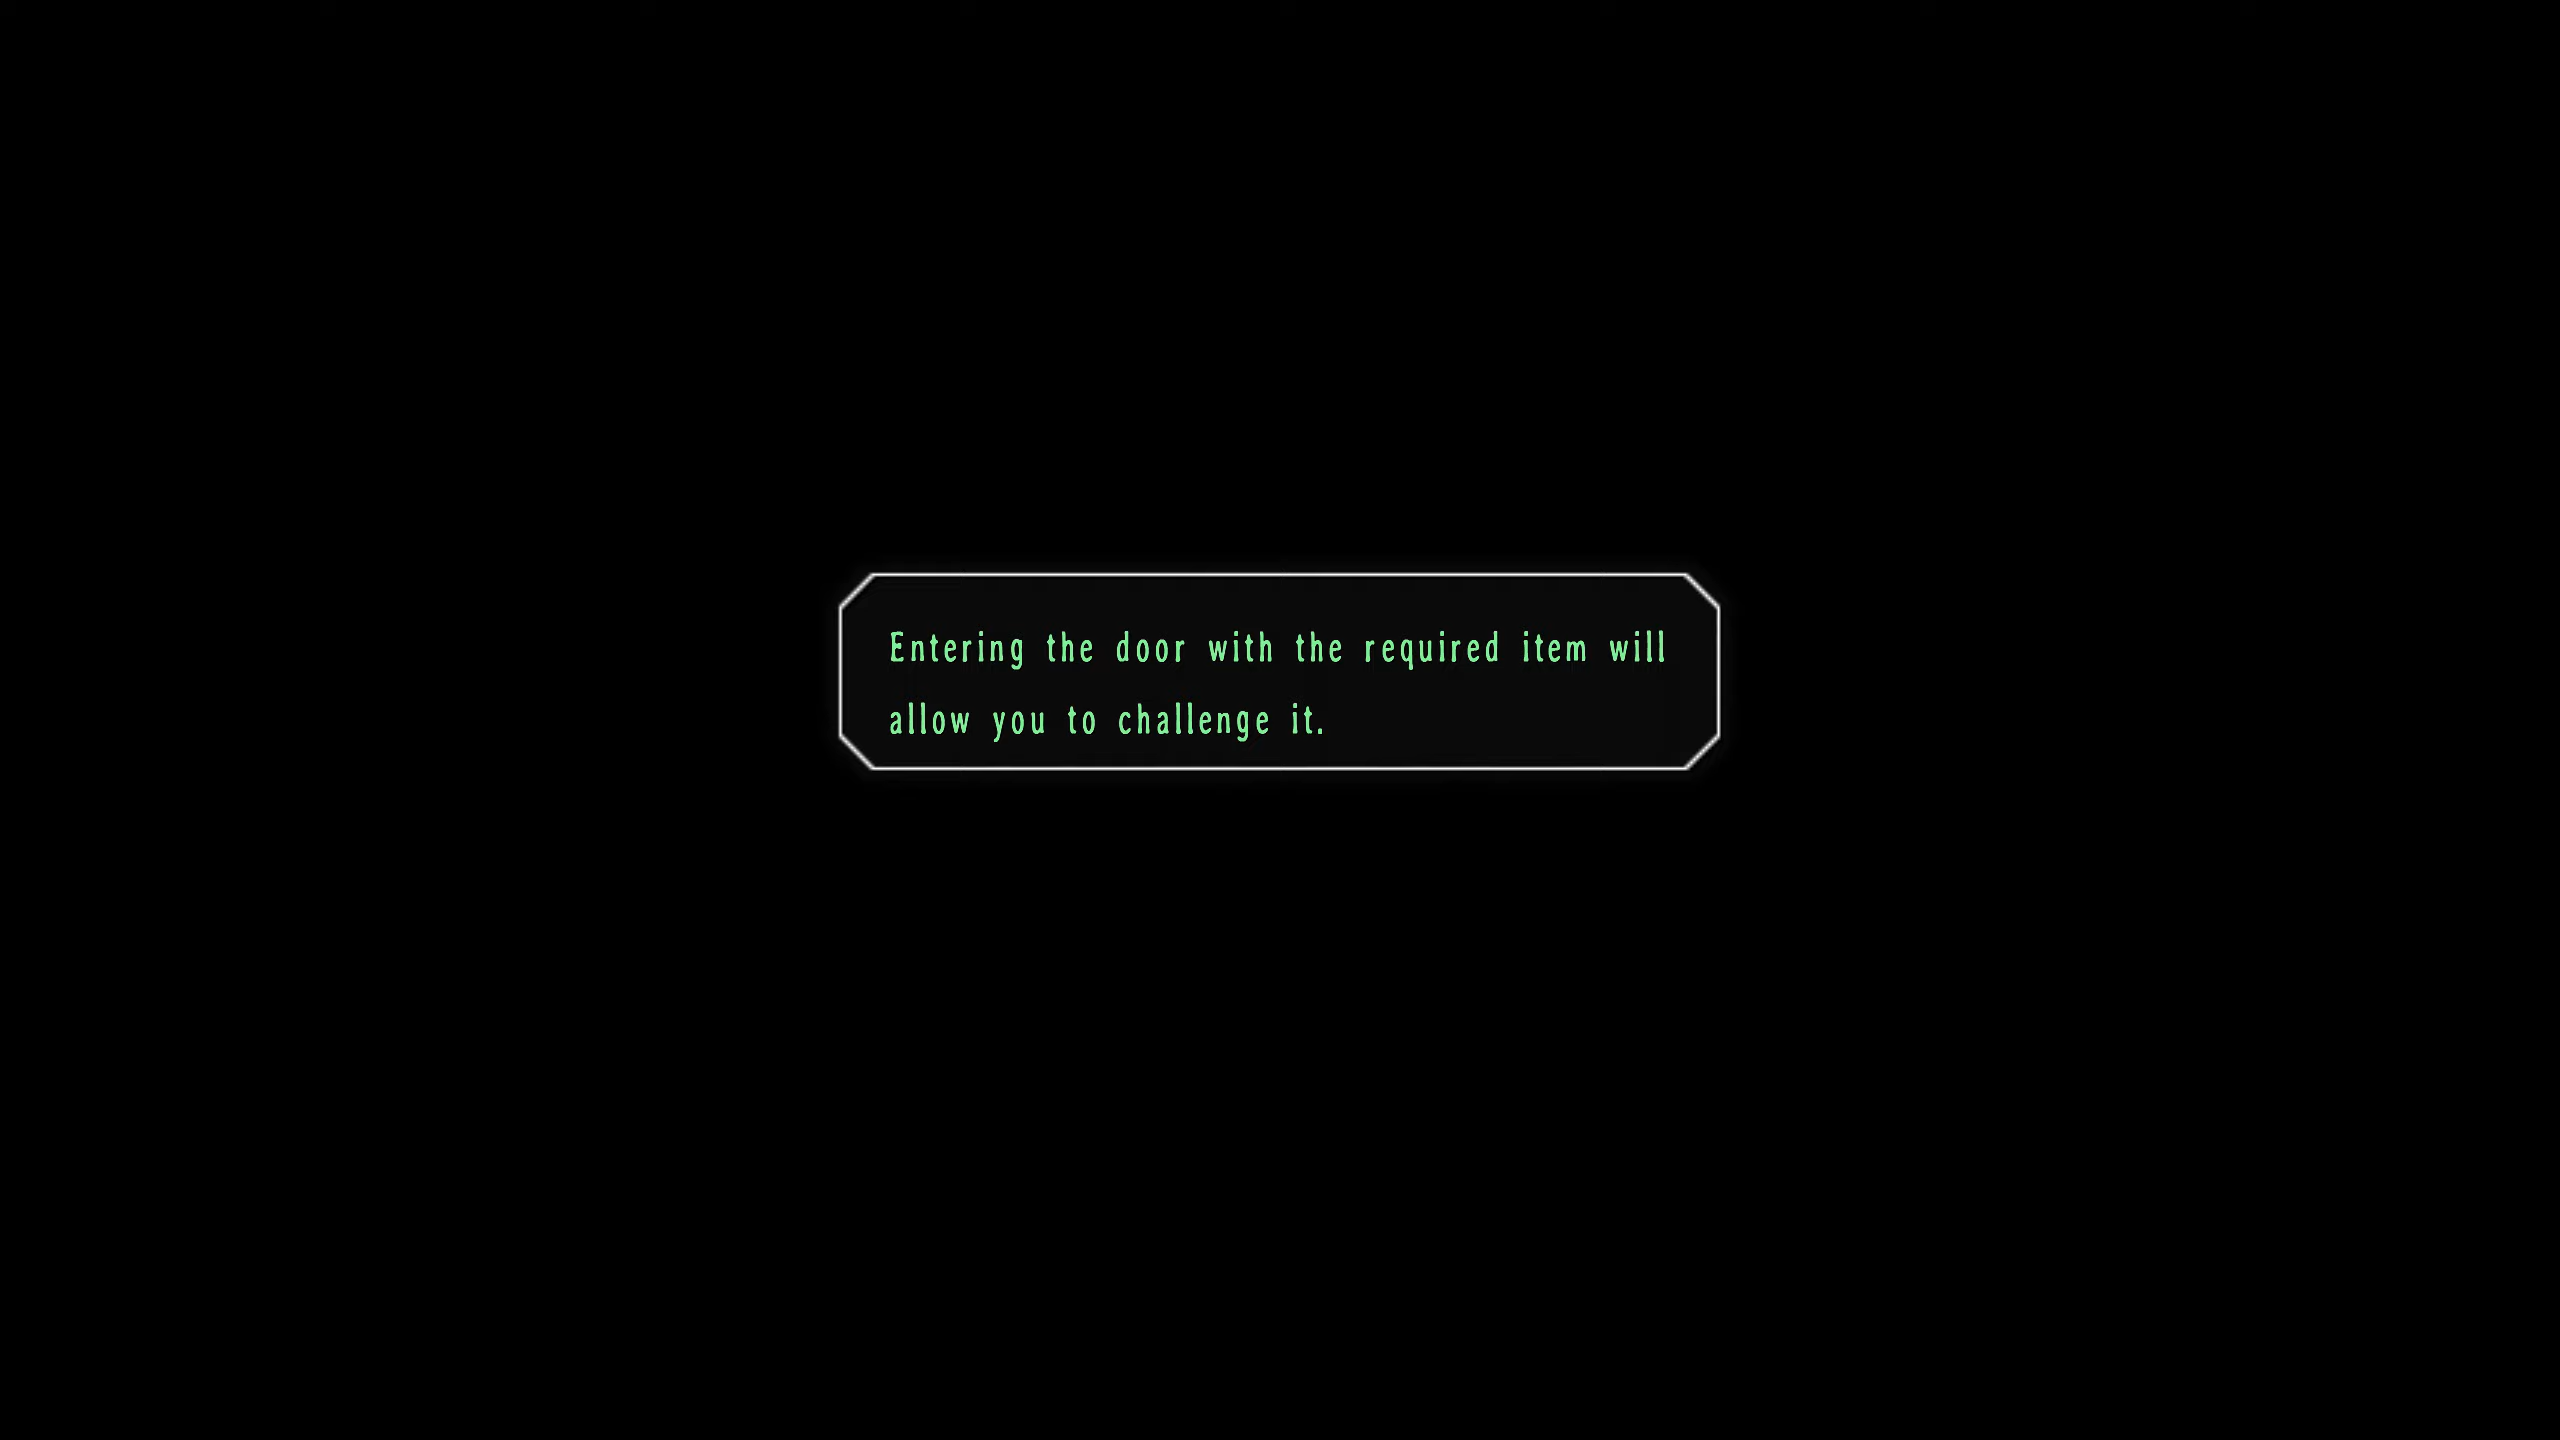 Entering the door with the required item will
allow you to challenge it.